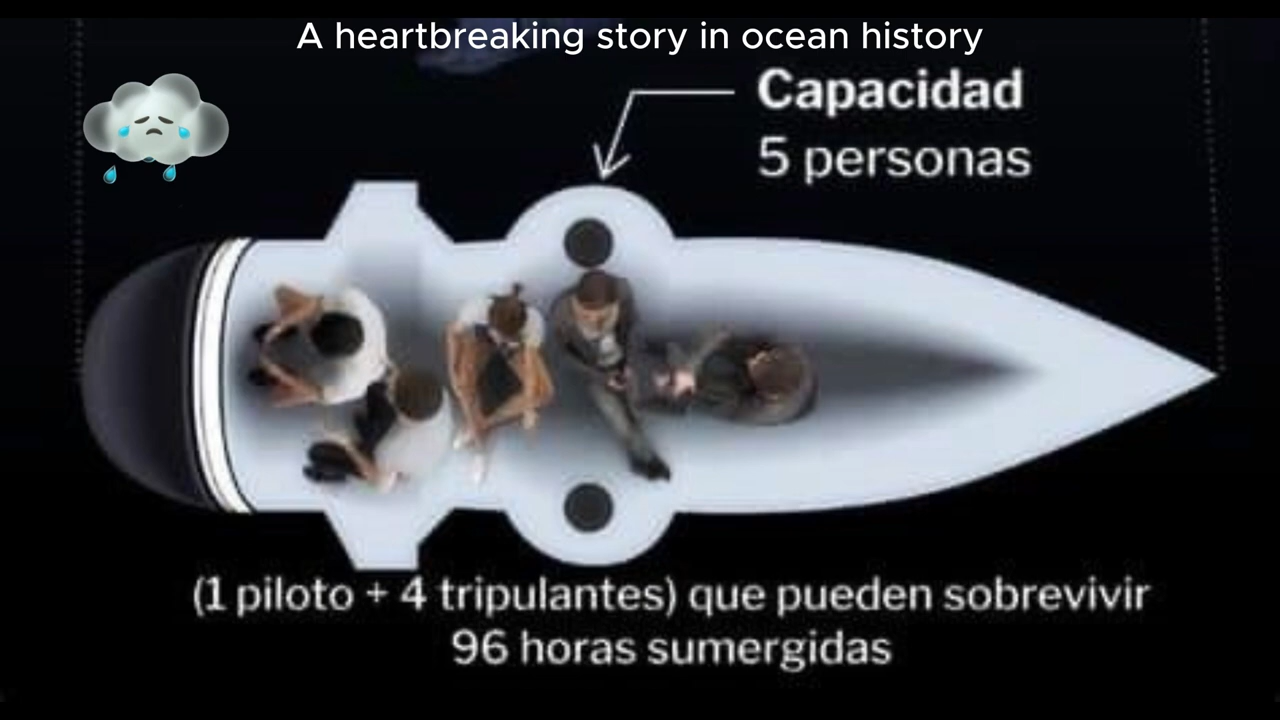 A heartbreaking story in ocean history
Capacidad
5 personas
(1 piloto + 4 tripulantes) que pueden sobrevivir
96 horas sumergidas